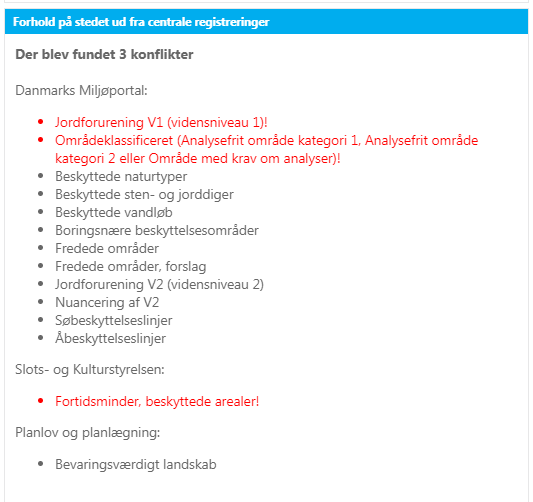 Forhold på stedet ud fra centrale registreringer
Der blev fundet 3 konflikter
Danmarks Miljøportal:
Jordforurening V1 (vidensniveau 1)!
Områdeklassificeret (Analysefrit område kategori 1, Analysefrit område
kategori 2 eller Område med krav om analyser)!
Beskyttede naturtyper
Beskyttede sten- og jorddiger
Beskyttede vandløb
Boringsnære beskyttelsesområder
Fredede områder
Fredede områder, forslag
Jordforurening V2 (vidensniveau 2)
Nuancering af V2
Søbeskyttelseslinjer
Åbeskyttelseslinjer
Slots- og Kulturstyrelsen:
Fortidsminder, beskyttede arealer!
Planlov og planlægning:
Bevaringsværdigt landskab